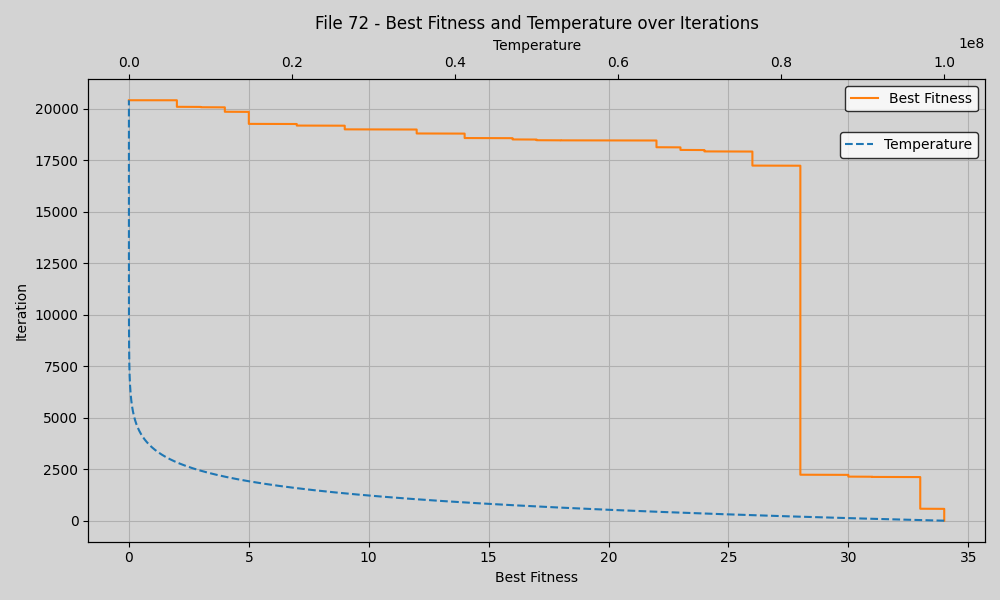 File 72 - Best Fitness and Temperature over Iterations
Temperature
1e8
0.0 0.2 0.4 0.6 0.8 1.0
Best Fitness
Temperature
20000
17500
15000
12500
10000
7500
5000
2500
0
Iteration
0 5 10 15 20 25 30 35
Best Fitness